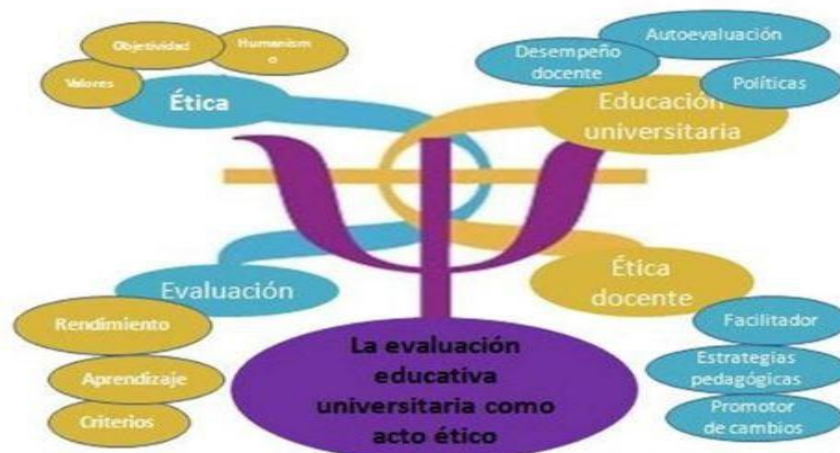 Objetividad
Humanism
o
Valores
Ética
Autoevaluación
Desempeño
docente
Políticas
Educación
universitaria
Evaluación
Rendimiento
Aprendizaje
Criterios
Ética
docente
Facilitador
Estrategias
pedagógicas
Promotor
de cambios
La evaluación
educativa
universitaria como
acto ético